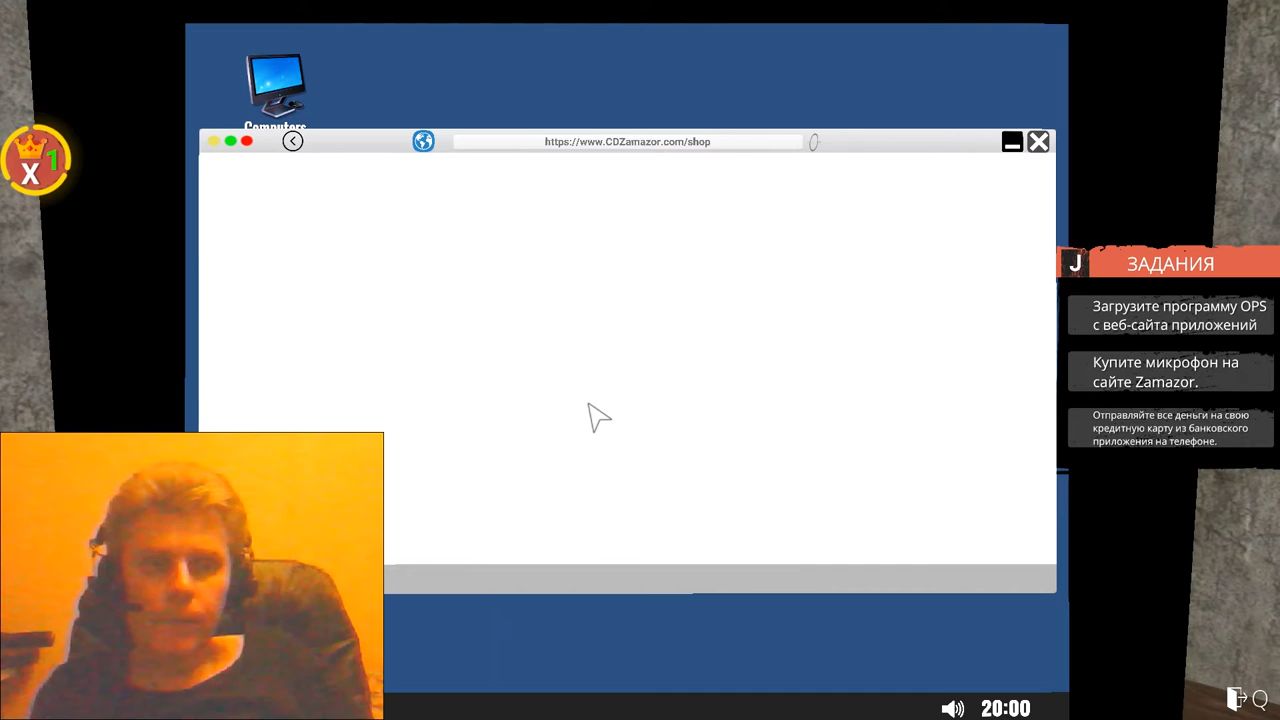 Computers
https://www.CDZamazor.com/shop
X 1
J ЗАДАНИЯ
Загрузите программу OPS
с веб-сайта приложений
Купите микрофон на
сайте Zamazor.
Отправляйте все деньги на свою
кредитную карту из банковского
приложения на телефоне.
20:00
Q